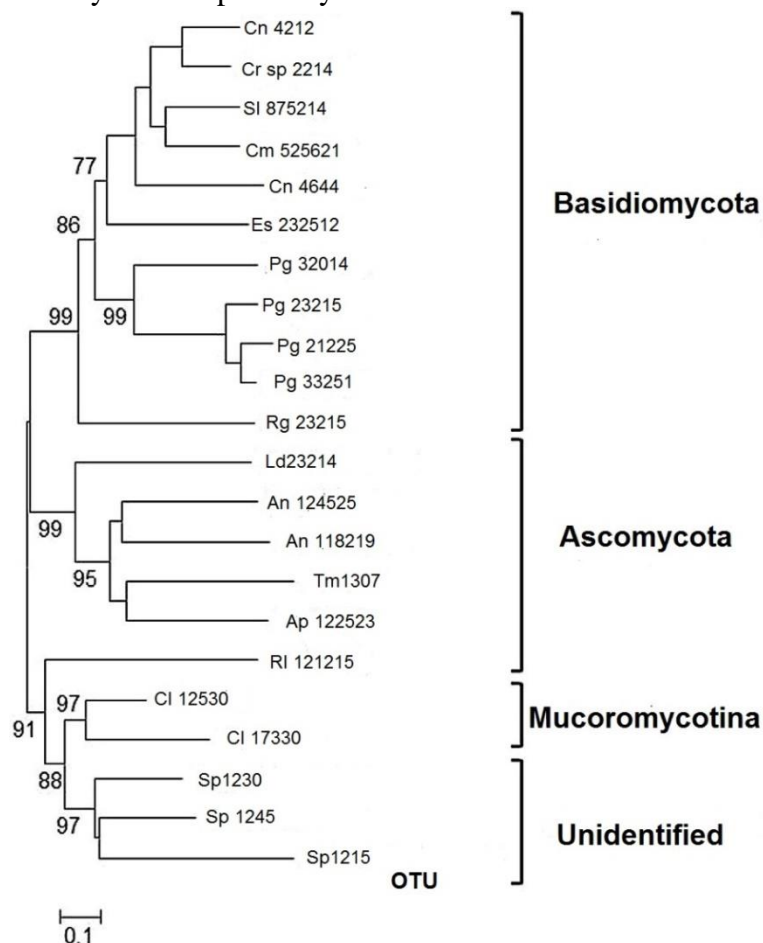 Cn 4212
Cr sp 2214
Sl 875214
Cm 525621
77
Cn 4644
86
Es 232512
Basidiomycota
Pg 32014
99
99
Pg 23215
Pg 21225
Pg 33251
Rg 23215
Ld23214
An 124525
99
An 118219
Ascomycota
95
Tm1307
Ap 122523
Rl 121215
97
Cl 12530
91
Cl 17330
Mucoromycotina
88
Sp1230
97
Sp 1245
Unidentified
Sp1215
OTU
0.1